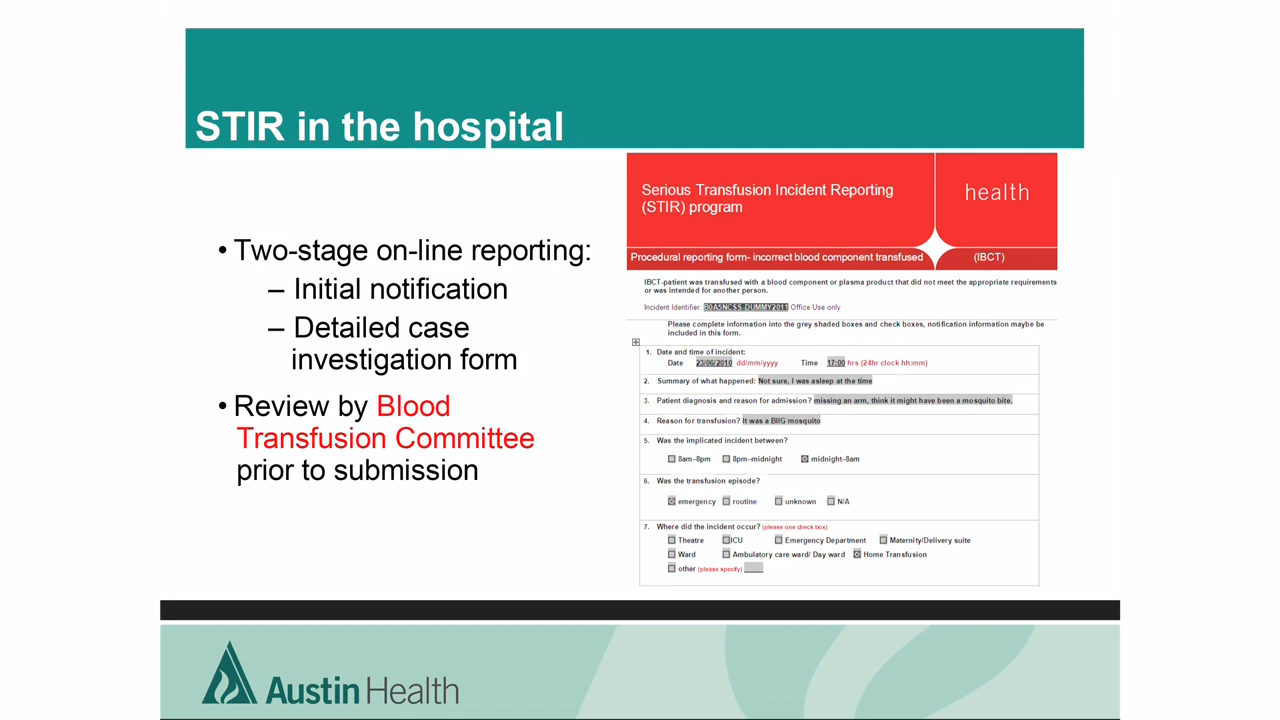 STIR in the hospital
• Two-stage on-line reporting:
– Initial notification
– Detailed case
investigation form
• Review by Blood
Transfusion Committee
prior to submission
Serious Transfusion Incident Reporting
(STIR) program
health
Procedural reporting form- incorrect blood component transfused (IBCT)
IBCT-patient was transfused with a blood component or plasma product that did not meet the appropriate requirements
or was intended for another person.
Incident Identifier: B0A5NCSS-DUMMY2011 Office Use only
Please complete information into the grey shaded boxes and check boxes, notification information maybe be
included in this form.
1. Date and time of incident:
Date 23/06/2010 dd/mm/yyyy Time 17:00 hrs (24hr clock hh:mm)
2. Summary of what happened: Not sure, I was asleep at the time
3. Patient diagnosis and reason for admission? missing an arm, think it might have been a mosquito bite.
4. Reason for transfusion? It was a BIIG mosquito
5. Was the implicated incident between?
8am–8pm 8pm–midnight midnight–8am
6. Was the transfusion episode?
emergency routine unknown N/A
7. Where did the incident occur? (please one check box)
Theatre ICU Emergency Department Maternity/Delivery suite
Ward Ambulatory care ward/ Day ward Home Transfusion
other (please specify)
Austin Health